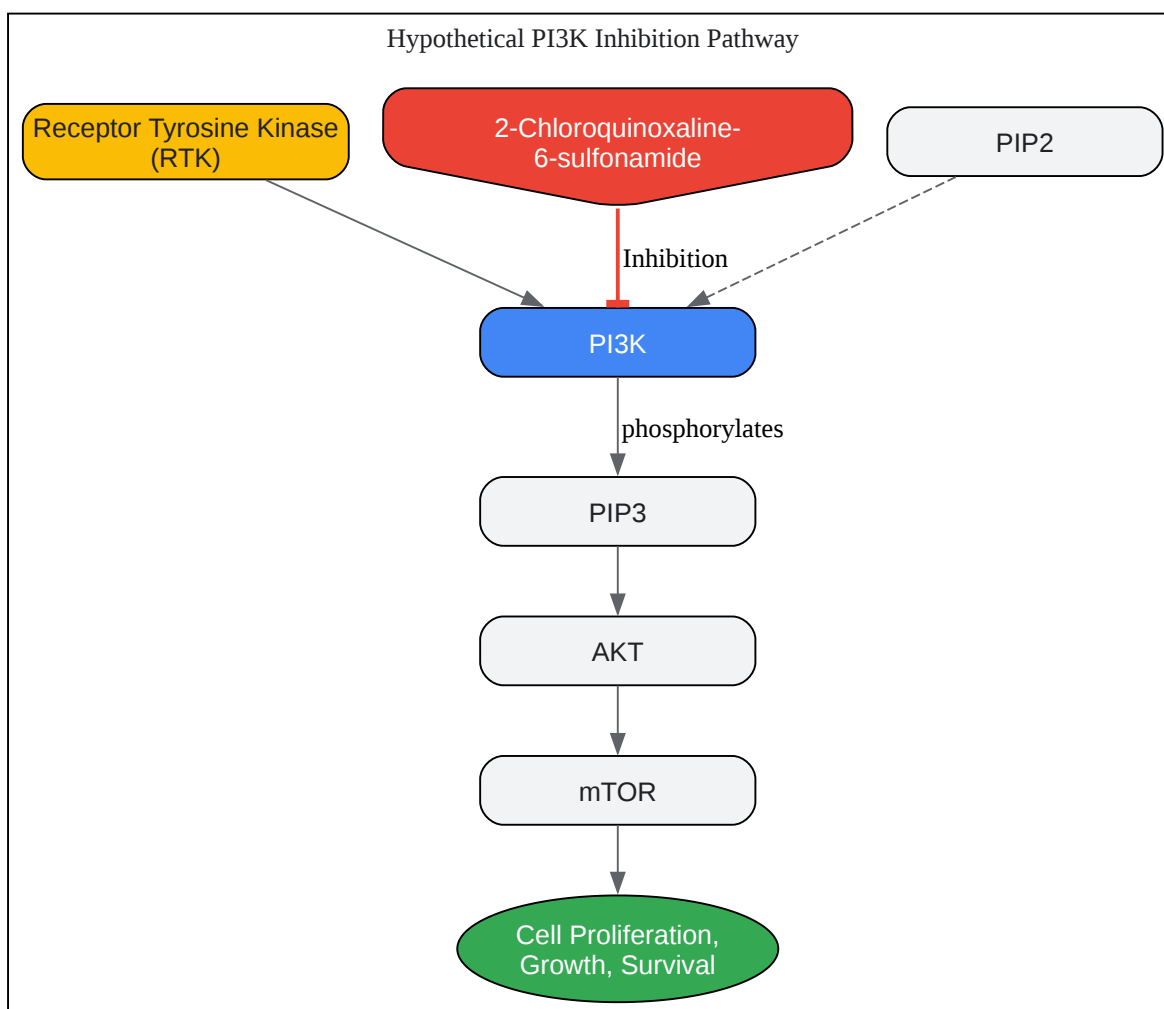 Hypothetical PI3K Inhibition Pathway
Receptor Tyrosine Kinase
(RTK)
2-Chloroquinoxaline-
6-sulfonamide
PIP2
Inhibition
PI3K
phosphorylates
PIP3
AKT
mTOR
Cell Proliferation,
Growth, Survival